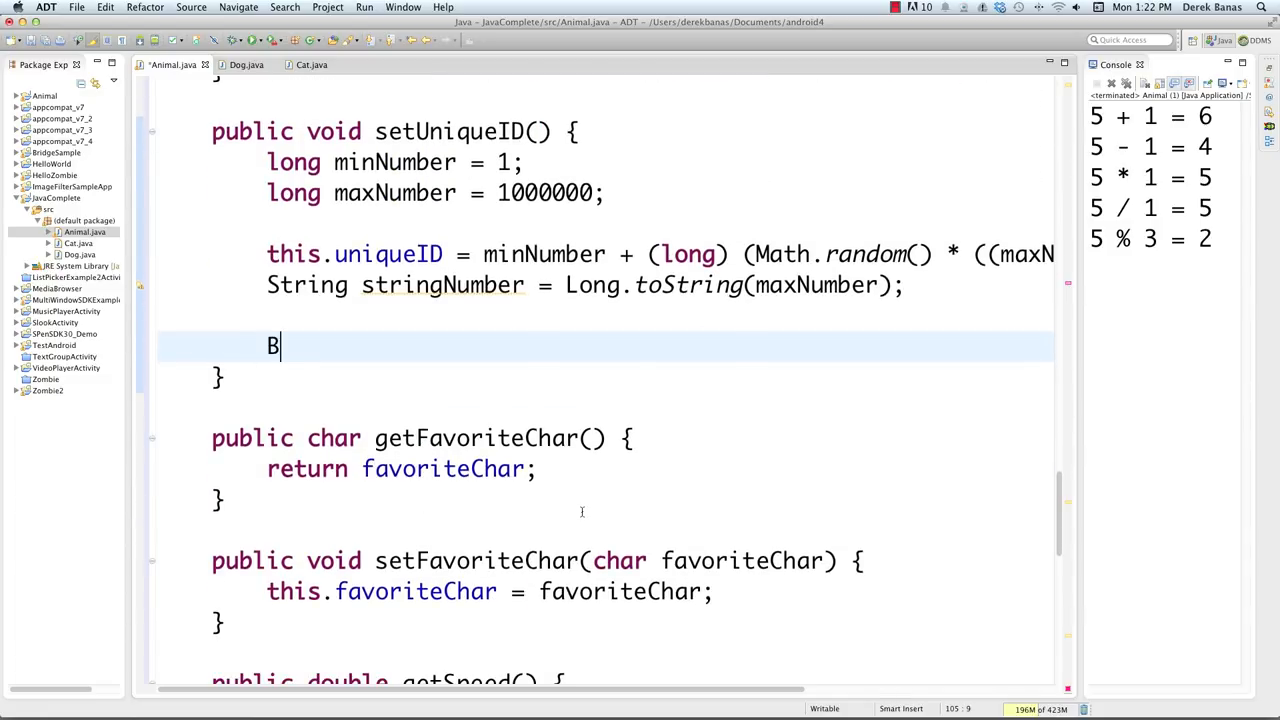 ADT File Edit Refactor Source Navigate Search Project Run Window Help 10 Mon 1:22 PM Derek Banas
Java – JavaComplete/src/Animal.java – ADT – /Users/derekbanas/Documents/android4
Quick Access Java DDMS
Package Exp
Animal
appcompat_v7
appcompat_v7_2
appcompat_v7_3
appcompat_v7_4
BridgeSample
HelloWorld
HelloZombie
ImageFilterSampleApp
JavaComplete
src
(default package)
Animal.java
Cat.java
Dog.java
JRE System Library [Ja
ListPickerExample2Activi
MediaBrowser
MultiWindowSDKExample
MusicPlayerActivity
SlookActivity
SPenSDK30_Demo
TestAndroid
TextGroupActivity
VideoPlayerActivity
Zombie
Zombie2
*Animal.java Dog.java Cat.java
}
public void setUniqueID() {
long minNumber = 1;
long maxNumber = 1000000;
this.uniqueID = minNumber + (long) (Math.random() * ((maxN
String stringNumber = Long.toString(maxNumber);
B
}
public char getFavoriteChar() {
return favoriteChar;
}
public void setFavoriteChar(char favoriteChar) {
this.favoriteChar = favoriteChar;
}
public double getSpeed() {
Console
<terminated> Animal (1) [Java Application] /S
5 + 1 = 6
5 - 1 = 4
5 * 1 = 5
5 / 1 = 5
5 % 3 = 2
Writable Smart Insert 105 : 9 196M of 423M